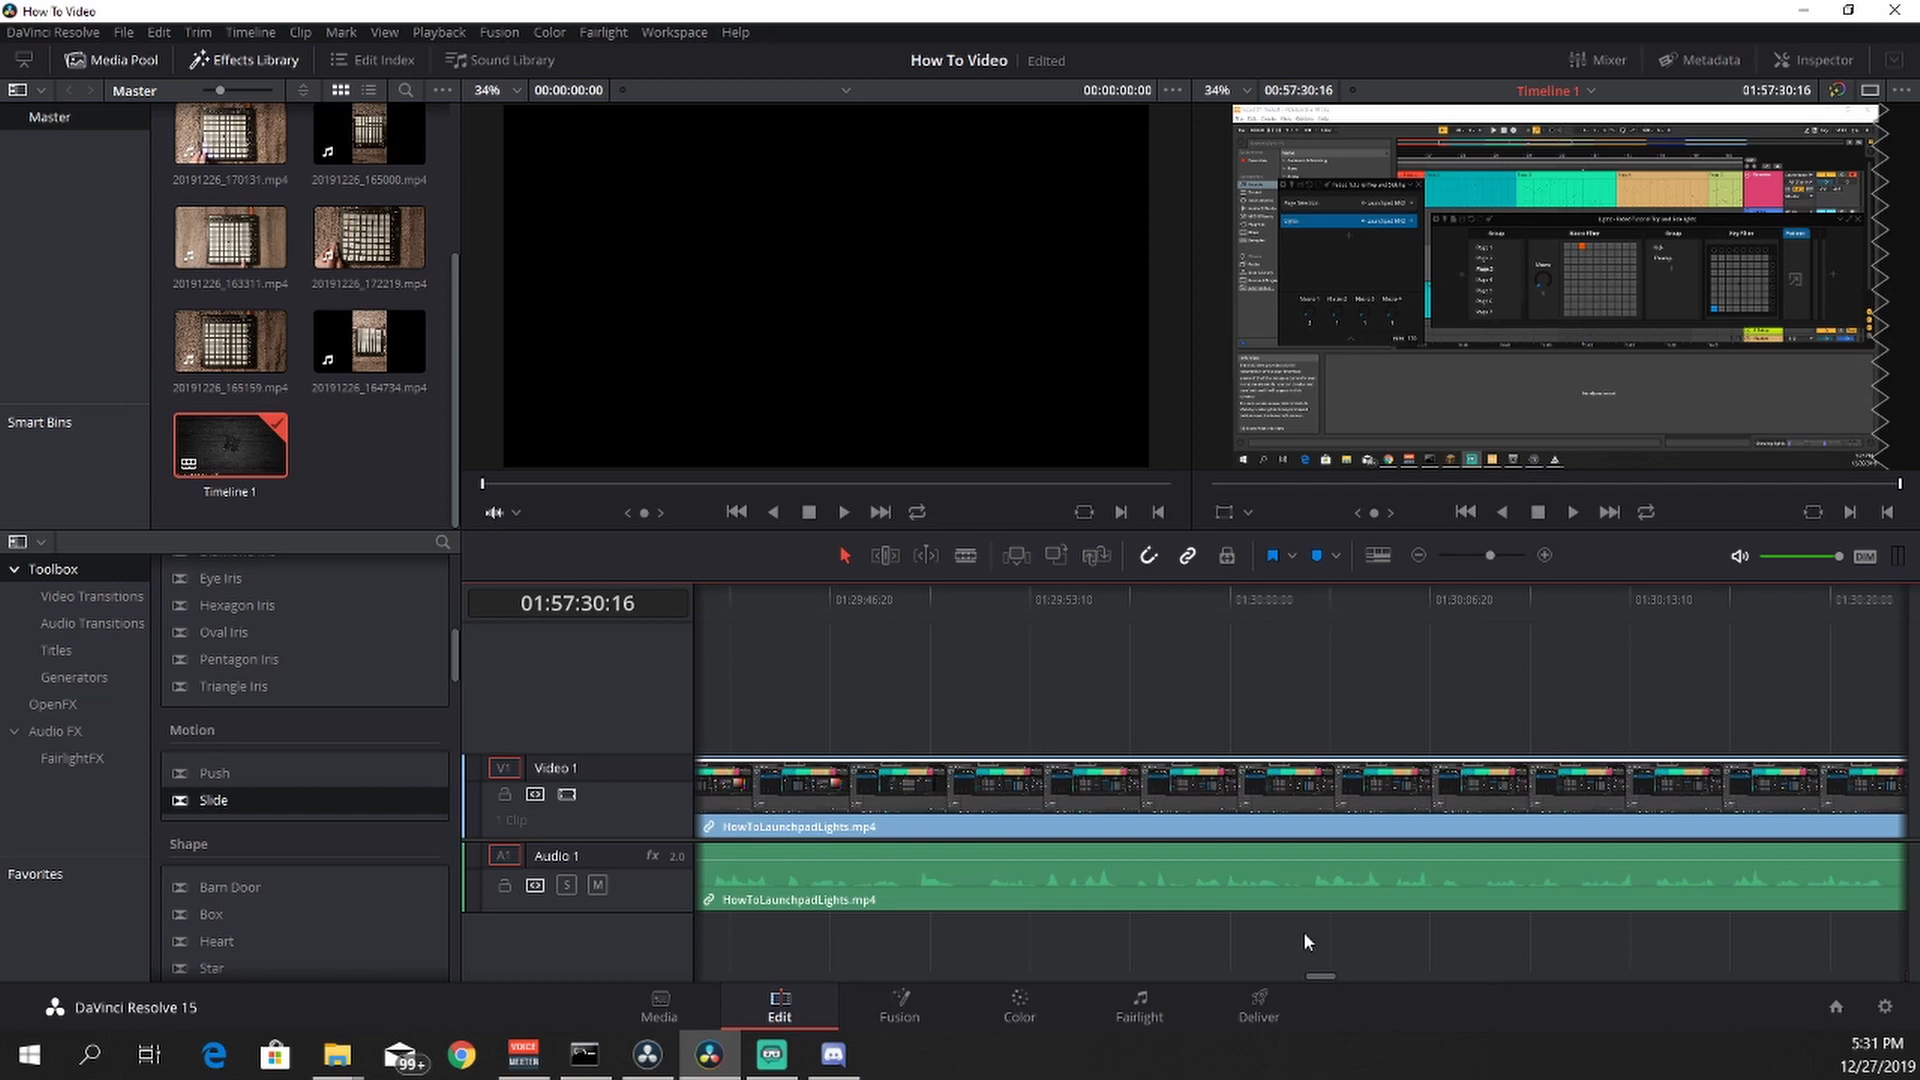 How To Video
DaVinci Resolve File Edit Trim Timeline Clip Mark View Playback Fusion Color Fairlight Workspace Help
Media Pool Effects Library Edit Index Sound Library How To Video Edited Mixer Metadata Inspector
Master 34% 00:00:00:00 00:00:00:00 34% 00:57:30:16 Timeline 1 01:57:30:16
Master
20191226_170131.mp4 20191226_165000.mp4
20191226_163311.mp4 20191226_172219.mp4
20191226_165159.mp4 20191226_164734.mp4
Smart Bins
Timeline 1
Toolbox
Video Transitions
Audio Transitions
Titles
Generators
OpenFX
Audio FX
FairlightFX
Favorites
Eye Iris
Hexagon Iris
Oval Iris
Pentagon Iris
Triangle Iris
Motion
Push
Slide
Shape
Barn Door
Box
Heart
Star
DIM
01:57:30:16 01:29:46:20 01:29:53:10 01:30:00:00 01:30:06:20 01:30:13:10 01:30:20:00
V1 Video 1
1 Clip
HowToLaunchpadLights.mp4
A1 Audio 1 fx 2.0
S M
HowToLaunchpadLights.mp4
DaVinci Resolve 15 Media Edit Fusion Color Fairlight Deliver
99+
VOICE
MEETER
5:31 PM
12/27/2019